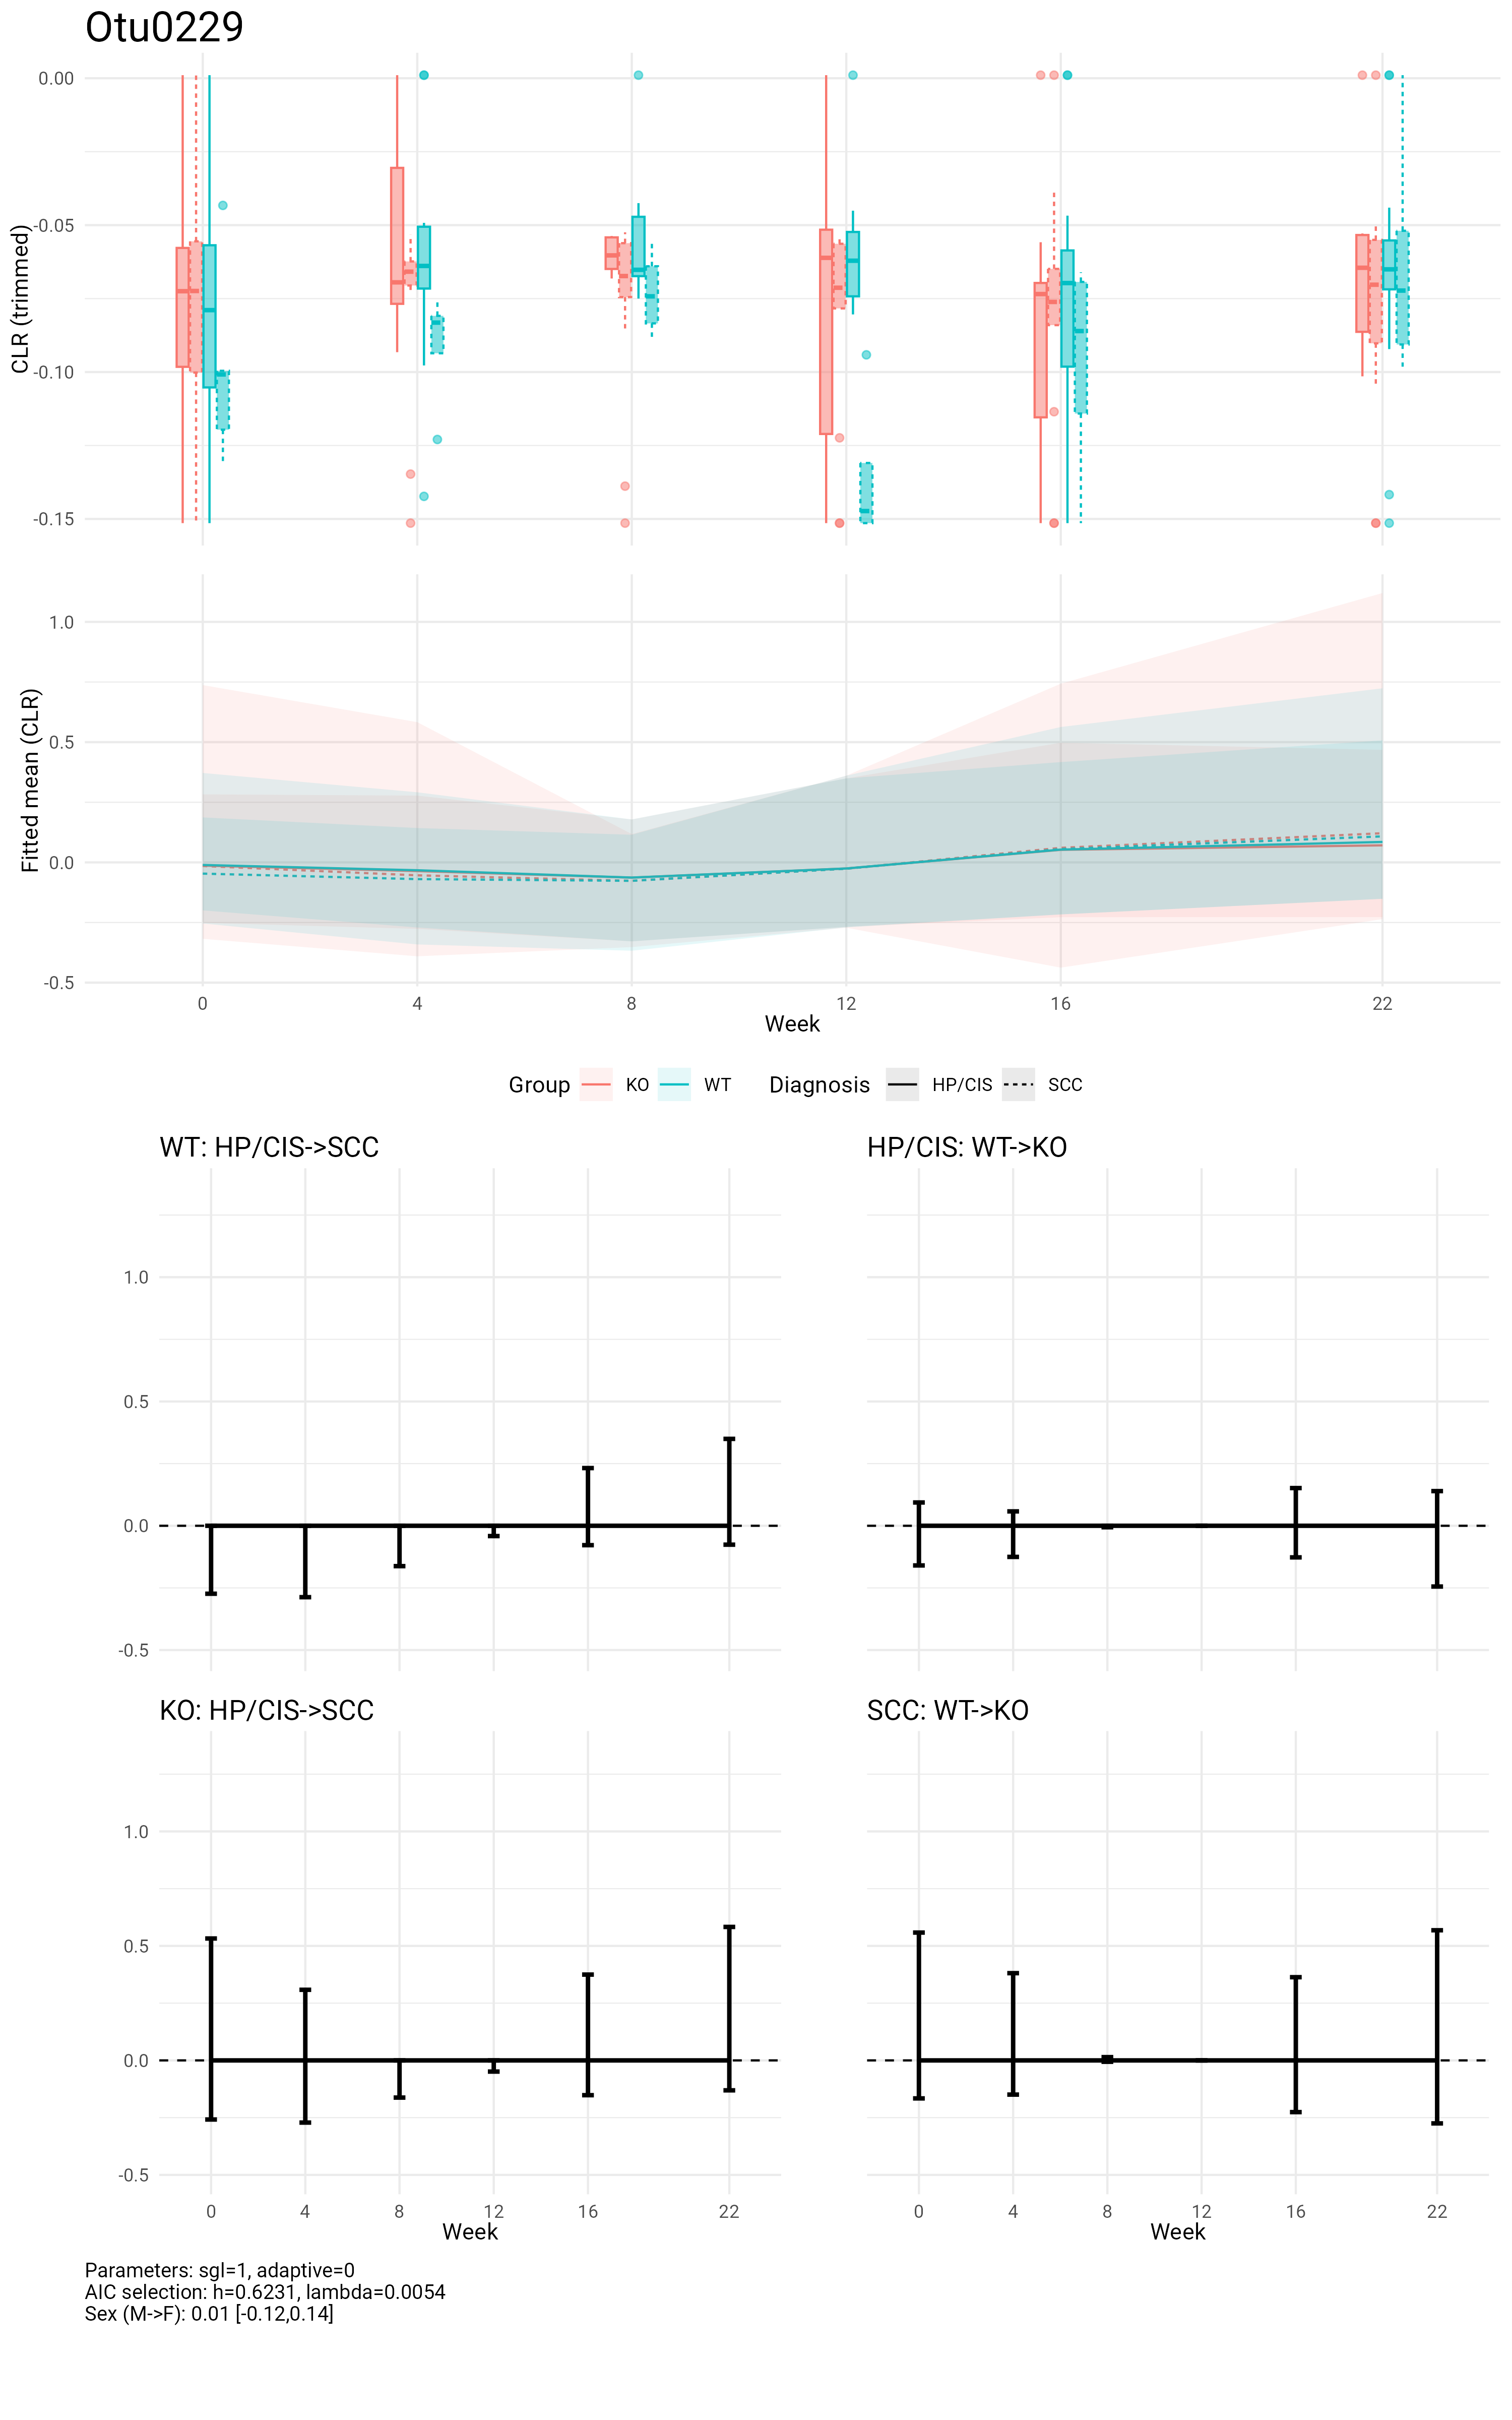 Otu0229
0.00
-0.05
-0.10
-0.15
CLR (trimmed)
1.0
0.5
0.0
-0.5
Fitted mean (CLR)
0 4 8 12 16 22
Week
Group KO WT Diagnosis HP/CIS SCC
WT: HP/CIS->SCC
HP/CIS: WT->KO
1.0
0.5
0.0
-0.5
KO: HP/CIS->SCC
SCC: WT->KO
1.0
0.5
0.0
-0.5
0 4 8 12 16 22
Week
0 4 8 12 16 22
Week
Parameters: sgl=1, adaptive=0
AIC selection: h=0.6231, lambda=0.0054
Sex (M->F): 0.01 [-0.12,0.14]